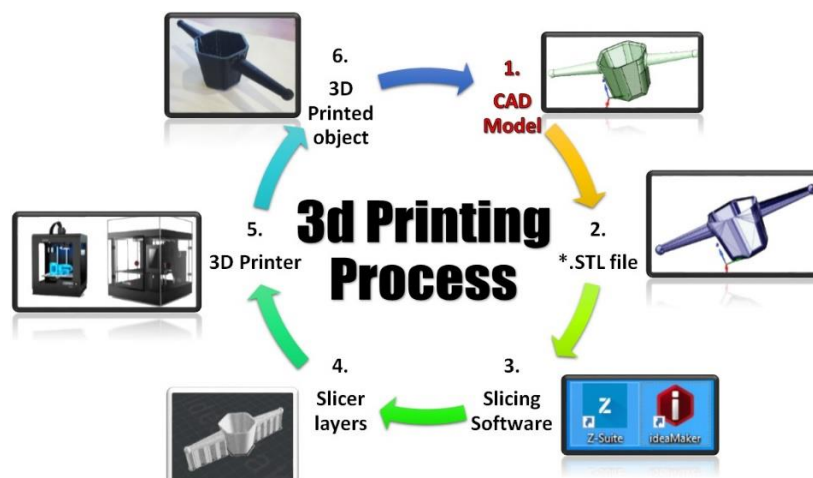 3d Printing
Process
1.
CAD
Model
2.
*.STL file
3.
Slicing
Software
Z-Suite
ideaMaker
4.
Slicer
layers
5.
3D Printer
6.
3D
Printed
object